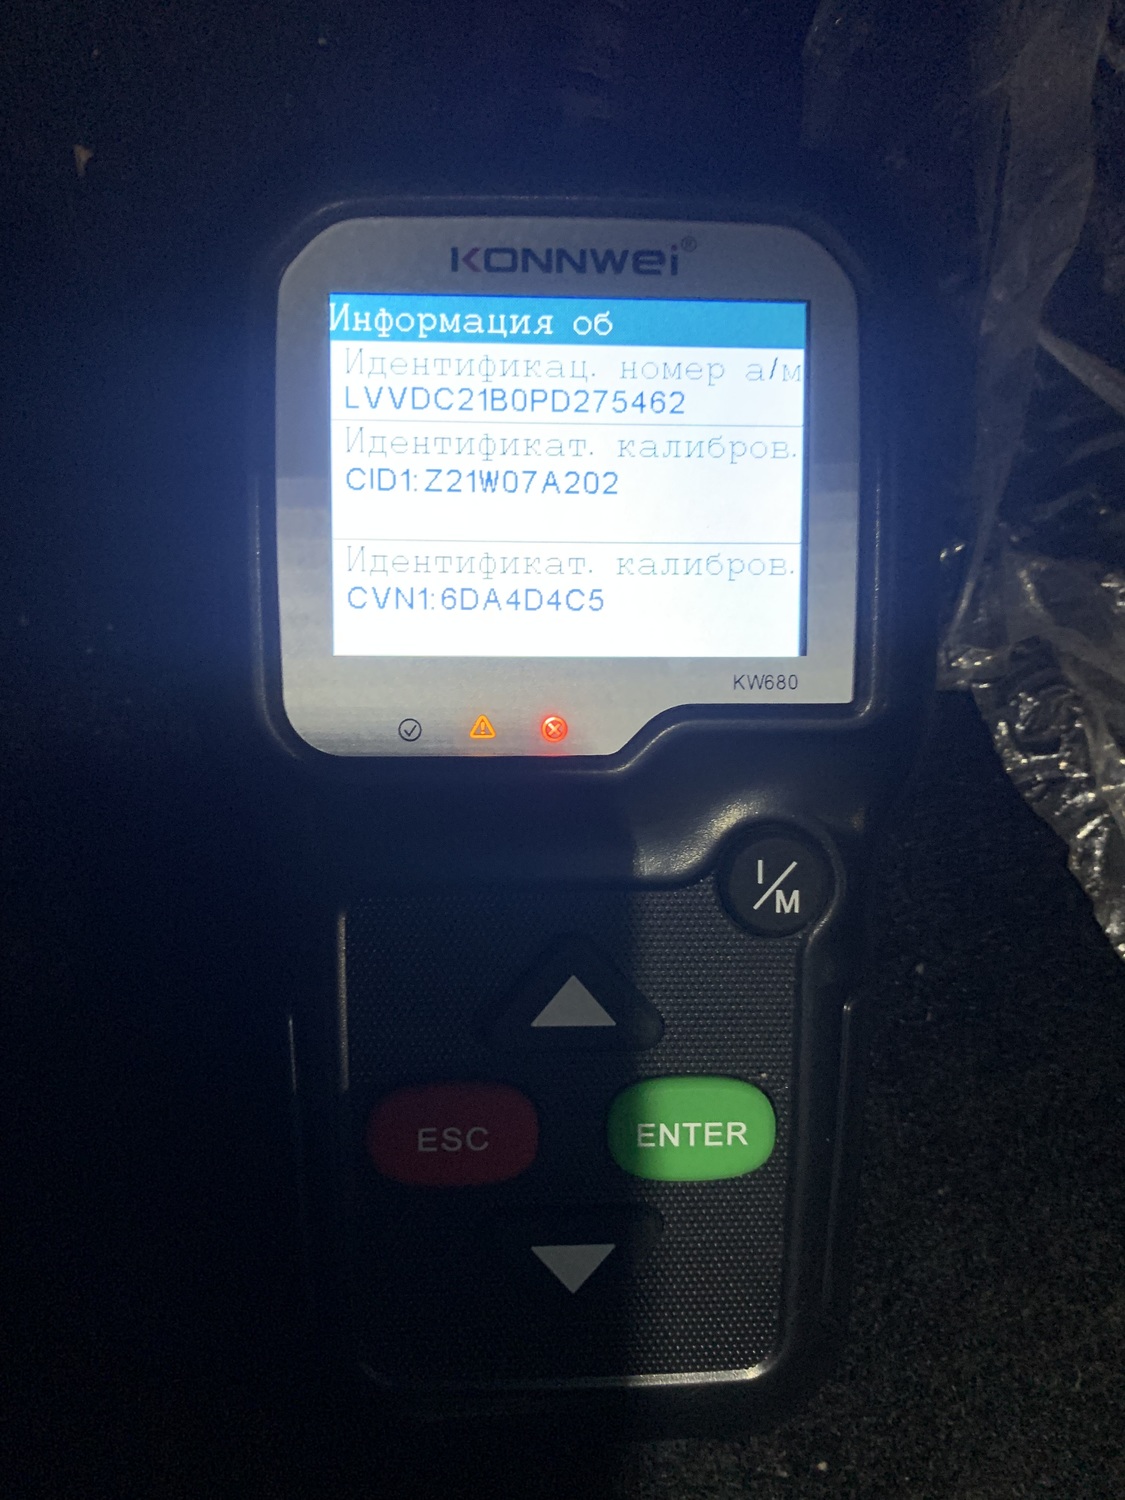 KONNWEI®
Информация об
Идентификац. номер а/м
LVVDC21B0PD275462
Идентификат. калибров.
CID1:Z21W07A202
Идентификат. калибров.
CVN1:6DA4D4C5
KW680
I/M
ESC
ENTER